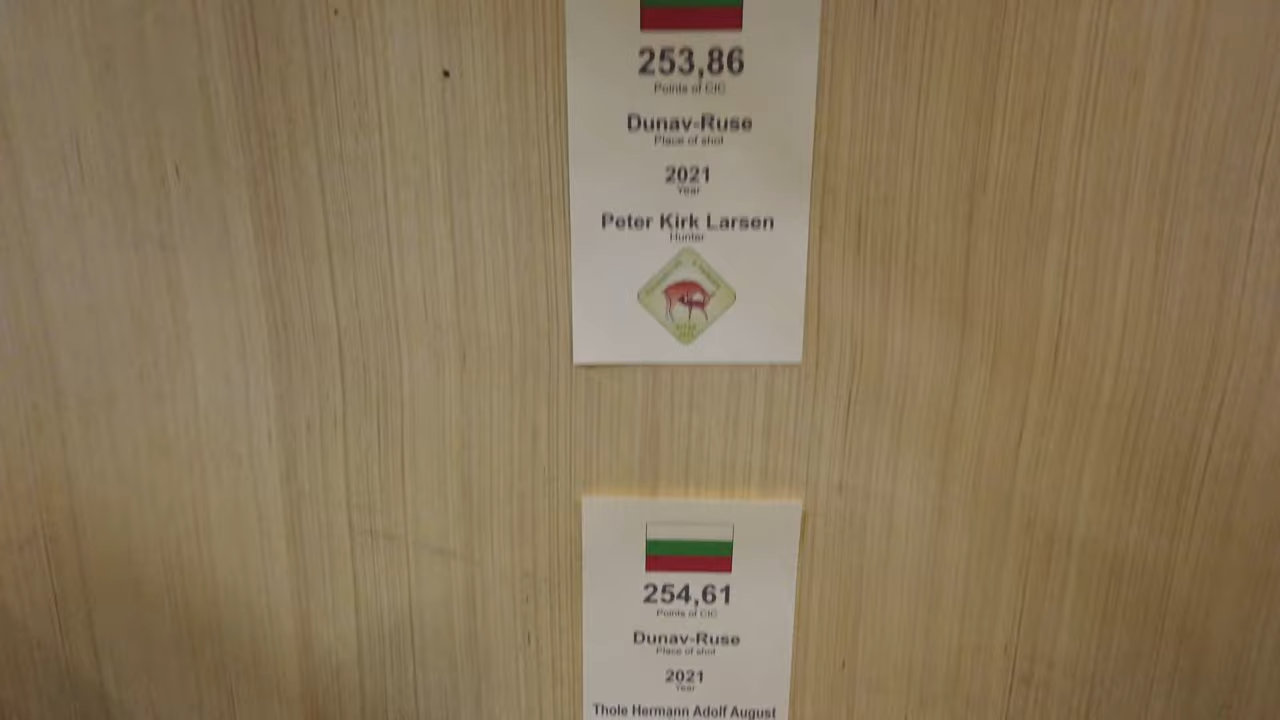 253,86
Points of CIC
Dunav-Ruse
Place of shot
2021
Year
Peter Kirk Larsen
Hunter
254,61
Points of CIC
Dunav-Ruse
Place of shot
2021
Year
Thole Hermann Adolf August